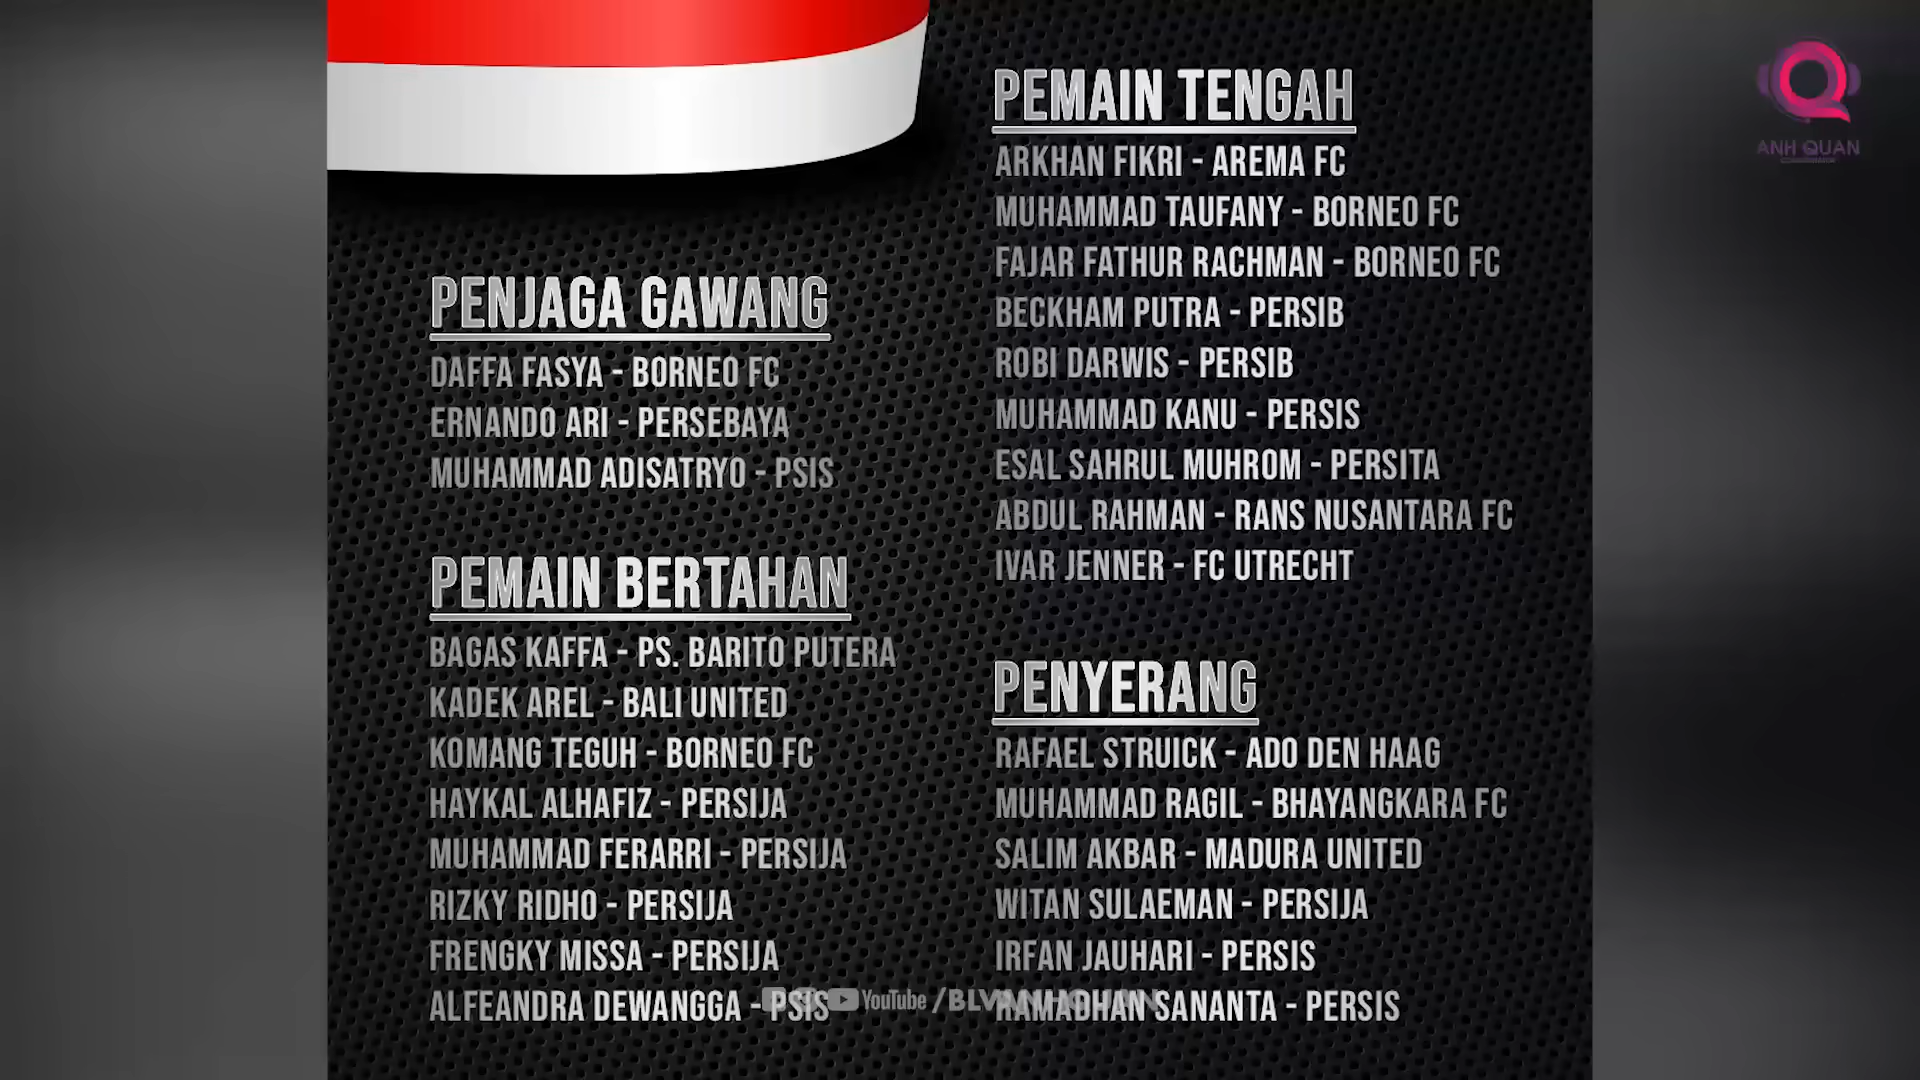 PENJAGA GAWANG
DAFFA FASYA - BORNEO FC
ERNANDO ARI - PERSEBAYA
MUHAMMAD ADISATRYO - PSIS
PEMAIN BERTAHAN
BAGAS KAFFA - PS. BARITO PUTERA
KADEK AREL - BALI UNITED
KOMANG TEGUH - BORNEO FC
HAYKAL ALHAFIZ - PERSIJA
MUHAMMAD FERARRI - PERSIJA
RIZKY RIDHO - PERSIJA
FRENGKY MISSA - PERSIJA
ALFEANDRA DEWANGGA - PSIS
PEMAIN TENGAH
ARKHAN FIKRI - AREMA FC
MUHAMMAD TAUFANY - BORNEO FC
FAJAR FATHUR RACHMAN - BORNEO FC
BECKHAM PUTRA - PERSIB
ROBI DARWIS - PERSIB
MUHAMMAD KANU - PERSIS
ESAL SAHRUL MUHROM - PERSITA
ABDUL RAHMAN - RANS NUSANTARA FC
IVAR JENNER - FC UTRECHT
PENYERANG
RAFAEL STRUICK - ADO DEN HAAG
MUHAMMAD RAGIL - BHAYANGKARA FC
SALIM AKBAR - MADURA UNITED
WITAN SULAEMAN - PERSIJA
IRFAN JAUHARI - PERSIS
RAMADHAN SANANTA - PERSIS
YouTube /BLVANHQUAN
ANH QUAN